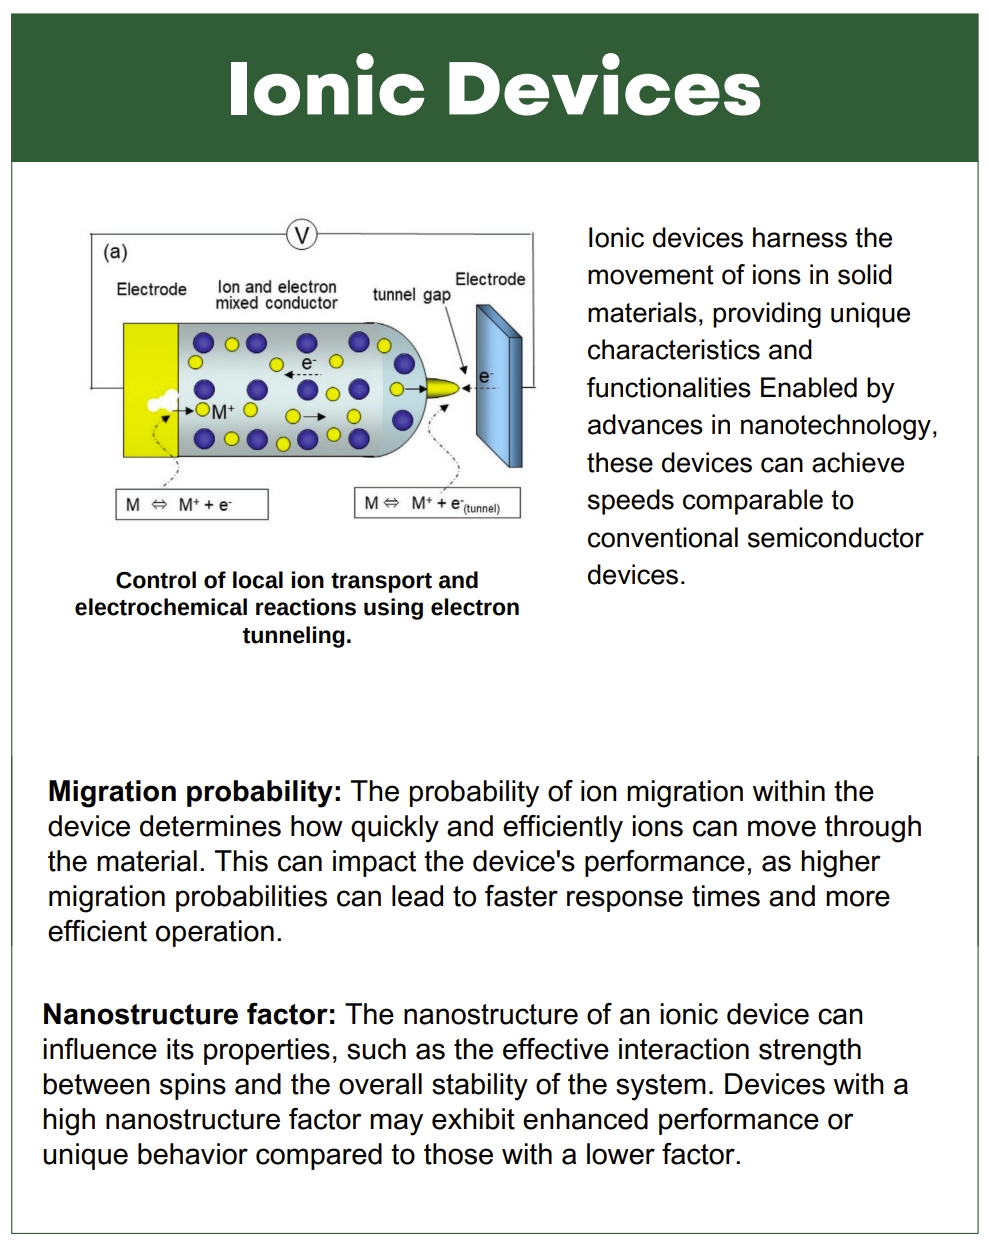 Ionic Devices
V
(a)
Electrode
Ion and electron
mixed conductor
tunnel gap
Electrode
e-
e-
M+
M ⇔ M+ + e-
M ⇔ M+ + e-(tunnel)
Control of local ion transport and
electrochemical reactions using electron
tunneling.
Ionic devices harness the
movement of ions in solid
materials, providing unique
characteristics and
functionalities Enabled by
advances in nanotechnology,
these devices can achieve
speeds comparable to
conventional semiconductor
devices.
Migration probability: The probability of ion migration within the
device determines how quickly and efficiently ions can move through
the material. This can impact the device's performance, as higher
migration probabilities can lead to faster response times and more
efficient operation.
Nanostructure factor: The nanostructure of an ionic device can
influence its properties, such as the effective interaction strength
between spins and the overall stability of the system. Devices with a
high nanostructure factor may exhibit enhanced performance or
unique behavior compared to those with a lower factor.